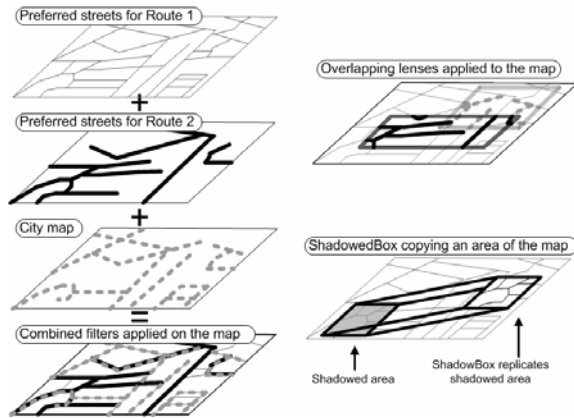 Preferred streets for Route 1
+
Preferred streets for Route 2
+
City map
=
Combined filters applied on the map
Overlapping lenses applied to the map
ShadowedBox copying an area of the map
Shadowed area
ShadowBox replicates
shadowed area